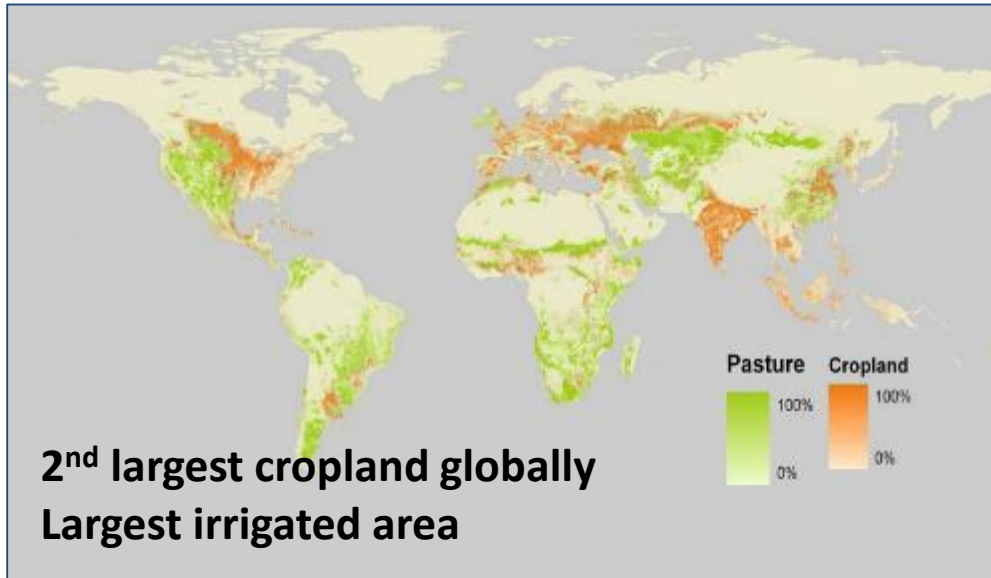 Pasture Cropland
100% 100%
0% 0%
2nd largest cropland globally
Largest irrigated area